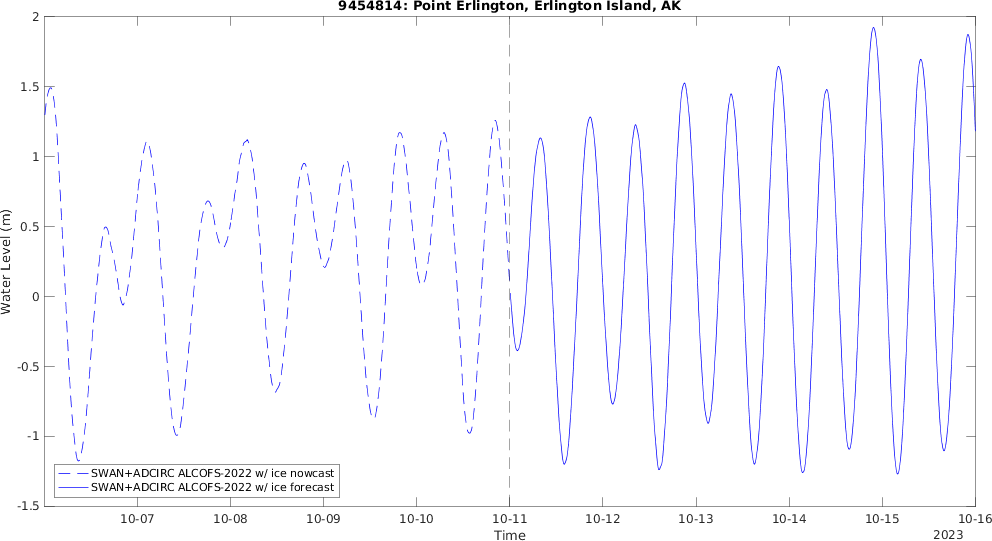 9454814: Point Erlington, Erlington Island, AK
Water Level (m)
2
1.5
1
0.5
0
-0.5
-1
-1.5
SWAN+ADCIRC ALCOFS-2022 w/ ice nowcast
SWAN+ADCIRC ALCOFS-2022 w/ ice forecast
10-07 10-08 10-09 10-10 10-11 10-12 10-13 10-14 10-15 10-16
Time
2023